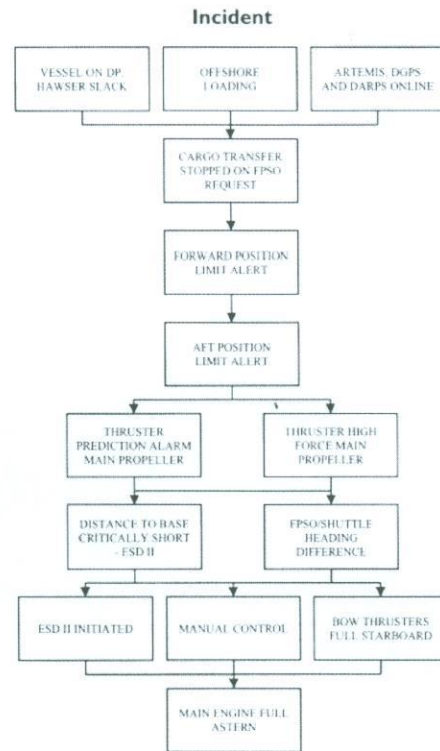 Incident
VESSEL ON DP
HAWSER SLACK
OFFSHORE
LOADING
ARTEMIS, DGPS
AND DARPS ONLINE
CARGO TRANSFER
STOPPED ON FPSO
REQUEST
FORWARD POSITION
LIMIT ALERT
AFT POSITION
LIMIT ALERT
THRUSTER
PREDICTION ALARM
MAIN PROPELLER
THRUSTER HIGH
FORCE MAIN
PROPELLER
DISTANCE TO BASE
CRITICALLY SHORT
- ESD II
FPSO/SHUTTLE
HEADING
DIFFERENCE
ESD II INITIATED
MANUAL CONTROL
BOW THRUSTERS
FULL STARBOARD
MAIN ENGINE FULL
ASTERN